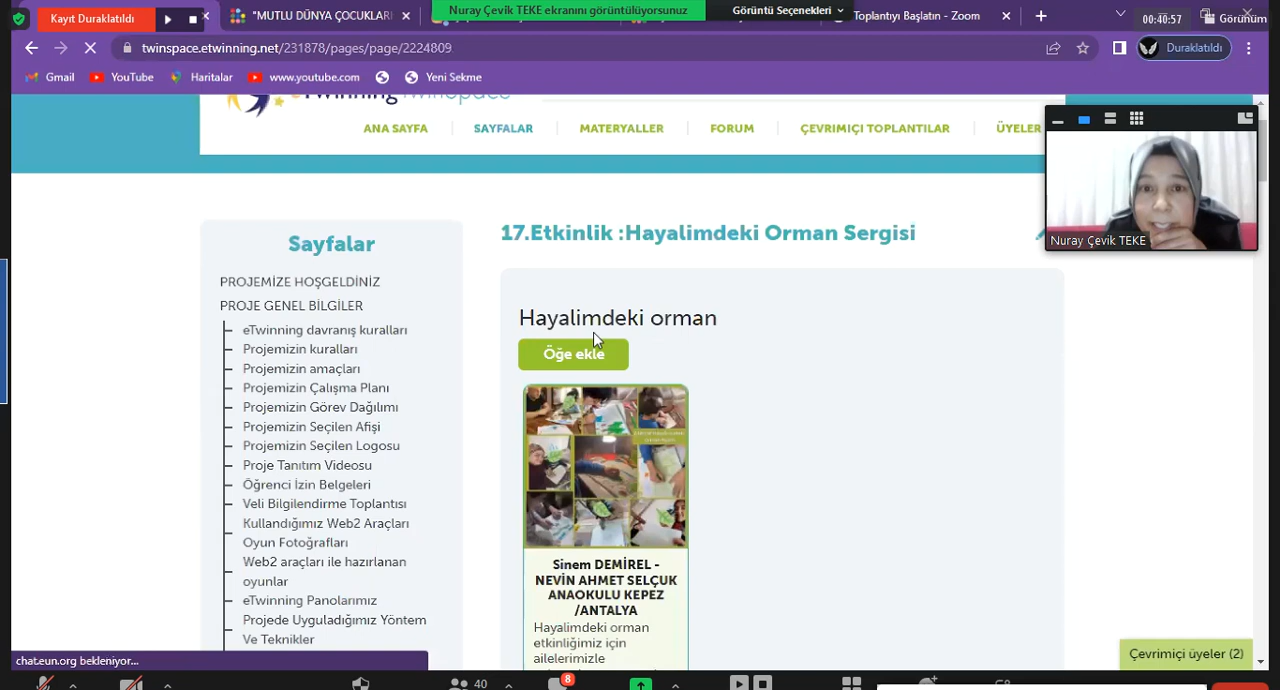 Kayıt Duraklatıldı
"MUTLU DÜNYA ÇOCUKLARI
Nuray Çevik TEKE ekranını görüntülüyorsunuz
Görüntü Seçenekleri
Toplantıyı Başlatın - Zoom
00:40:57
Görünüm
twinspace.etwinning.net/231878/pages/page/2224809
Duraklatıldı
Gmail
YouTube
Haritalar
www.youtube.com
Yeni Sekme
ANA SAYFA
SAYFALAR
MATERYALLER
FORUM
ÇEVRIMIÇI TOPLANTILAR
ÜYELER
Nuray Çevik TEKE
Sayfalar
PROJEMİZE HOŞGELDİNİZ
PROJE GENEL BİLGİLER
eTwinning davranış kuralları
Projemizin kuralları
Projemizin amaçları
Projemizin Çalışma Planı
Projemizin Görev Dağılımı
Projemizin Seçilen Afişi
Projemizin Seçilen Logosu
Proje Tanıtım Videosu
Öğrenci İzin Belgeleri
Veli Bilgilendirme Toplantısı
Kullandığımız Web2 Araçları
Oyun Fotoğrafları
Web2 araçları ile hazırlanan
oyunlar
eTwinning Panolarımız
Projede Uyguladığımız Yöntem
Ve Teknikler
17.Etkinlik :Hayalimdeki Orman Sergisi
Hayalimdeki orman
Öğe ekle
Sinem DEMİREL -
NEVİN AHMET SELÇUK
ANAOKULU KEPEZ
/ANTALYA
Hayalimdeki orman
etkinliğimiz için
ailelerimizle
Çevrimiçi üyeler (2)
chat.eun.org bekleniyor...
40
8